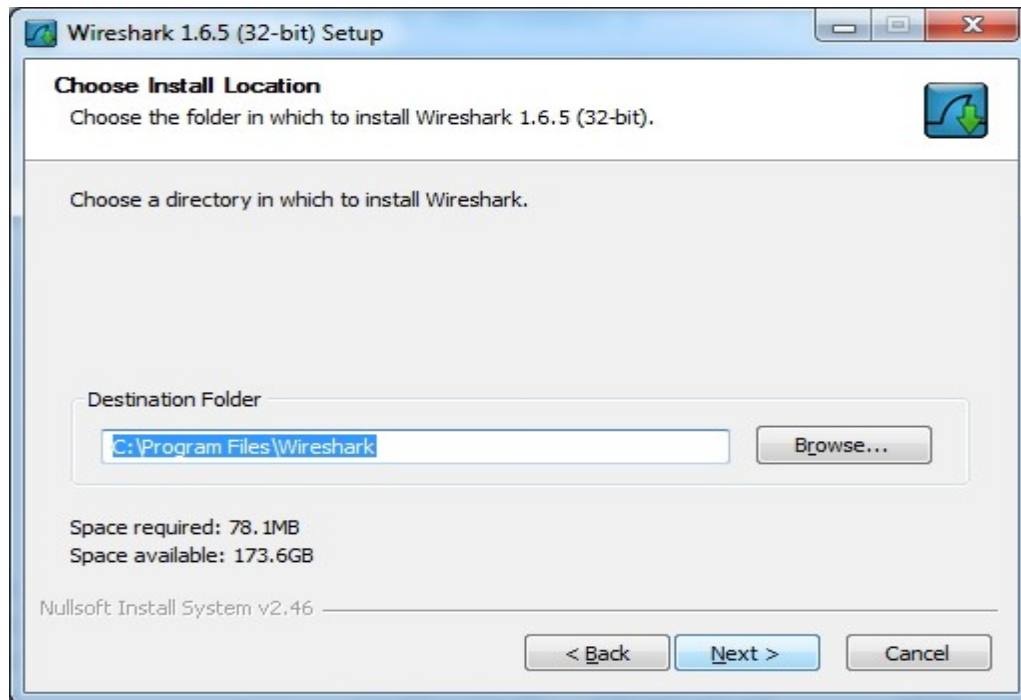 Wireshark 1.6.5 (32-bit) Setup
Choose Install Location
Choose the folder in which to install Wireshark 1.6.5 (32-bit).
Choose a directory in which to install Wireshark.
Destination Folder
C:\Program Files\Wireshark
Browse...
Space required: 78.1MB
Space available: 173.6GB
Nullsoft Install System v2.46
< Back
Next >
Cancel